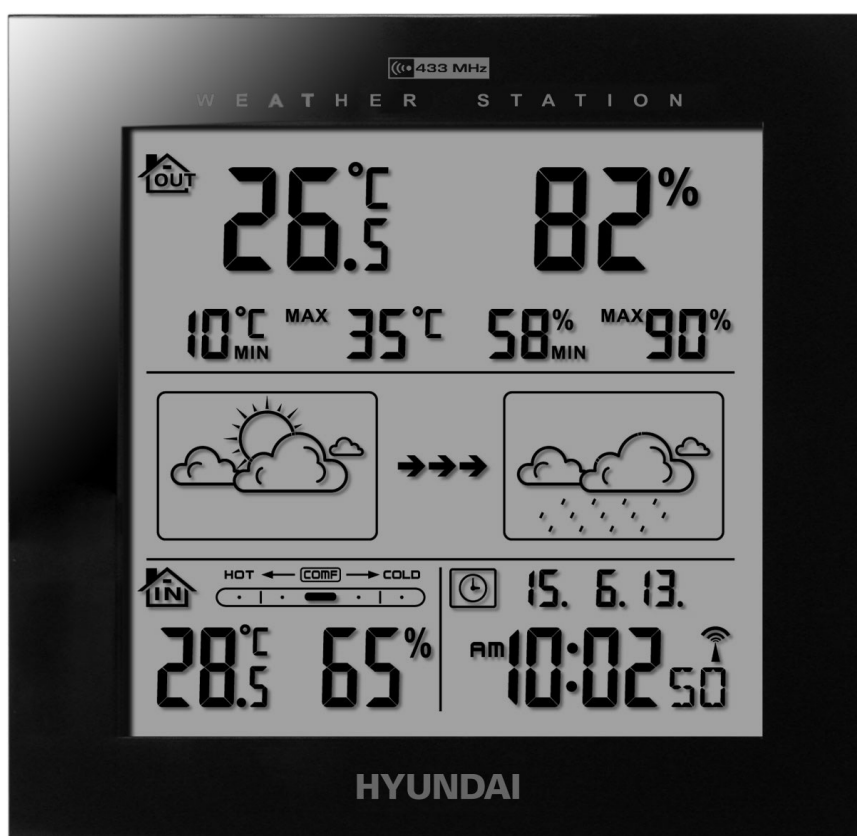 433 MHz
WEATHER STATION
OUT 26.5°C 82%
10°C MIN MAX 35°C 58% MIN MAX 90%
HOT COMF COLD
IN 28.5°C 65%
15. 6. 13.
AM 10:02 50
HYUNDAI